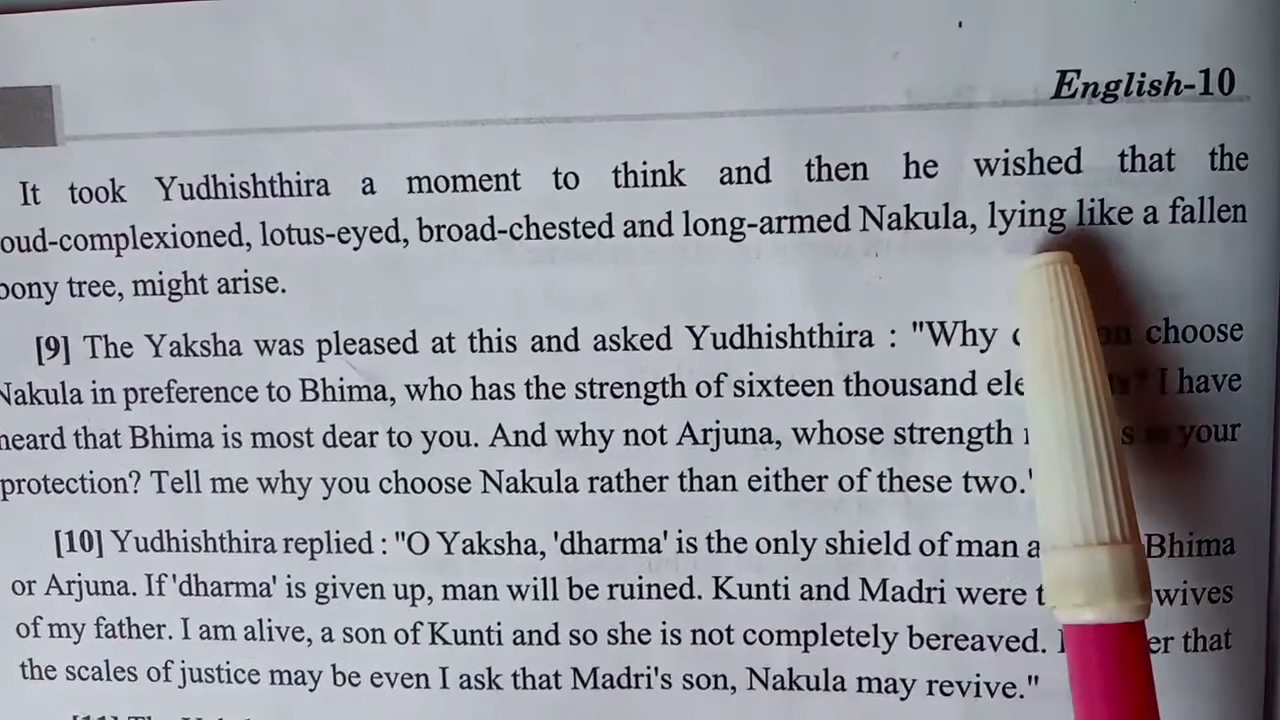 English-10
It took Yudhishthira a moment to think and then he wished that the
oud-complexioned, lotus-eyed, broad-chested and long-armed Nakula, lying like a fallen
bony tree, might arise.
[9] The Yaksha was pleased at this and asked Yudhishthira : "Why choose
Nakula in preference to Bhima, who has the strength of sixteen thousand I have
heard that Bhima is most dear to you. And why not Arjuna, whose strength your
protection? Tell me why you choose Nakula rather than either of these two.'
[10] Yudhishthira replied : "O Yaksha, 'dharma' is the only shield of man Bhima
or Arjuna. If 'dharma' is given up, man will be ruined. Kunti and Madri were wives
of my father. I am alive, a son of Kunti and so she is not completely bereaved. that
the scales of justice may be even I ask that Madri's son, Nakula may revive."